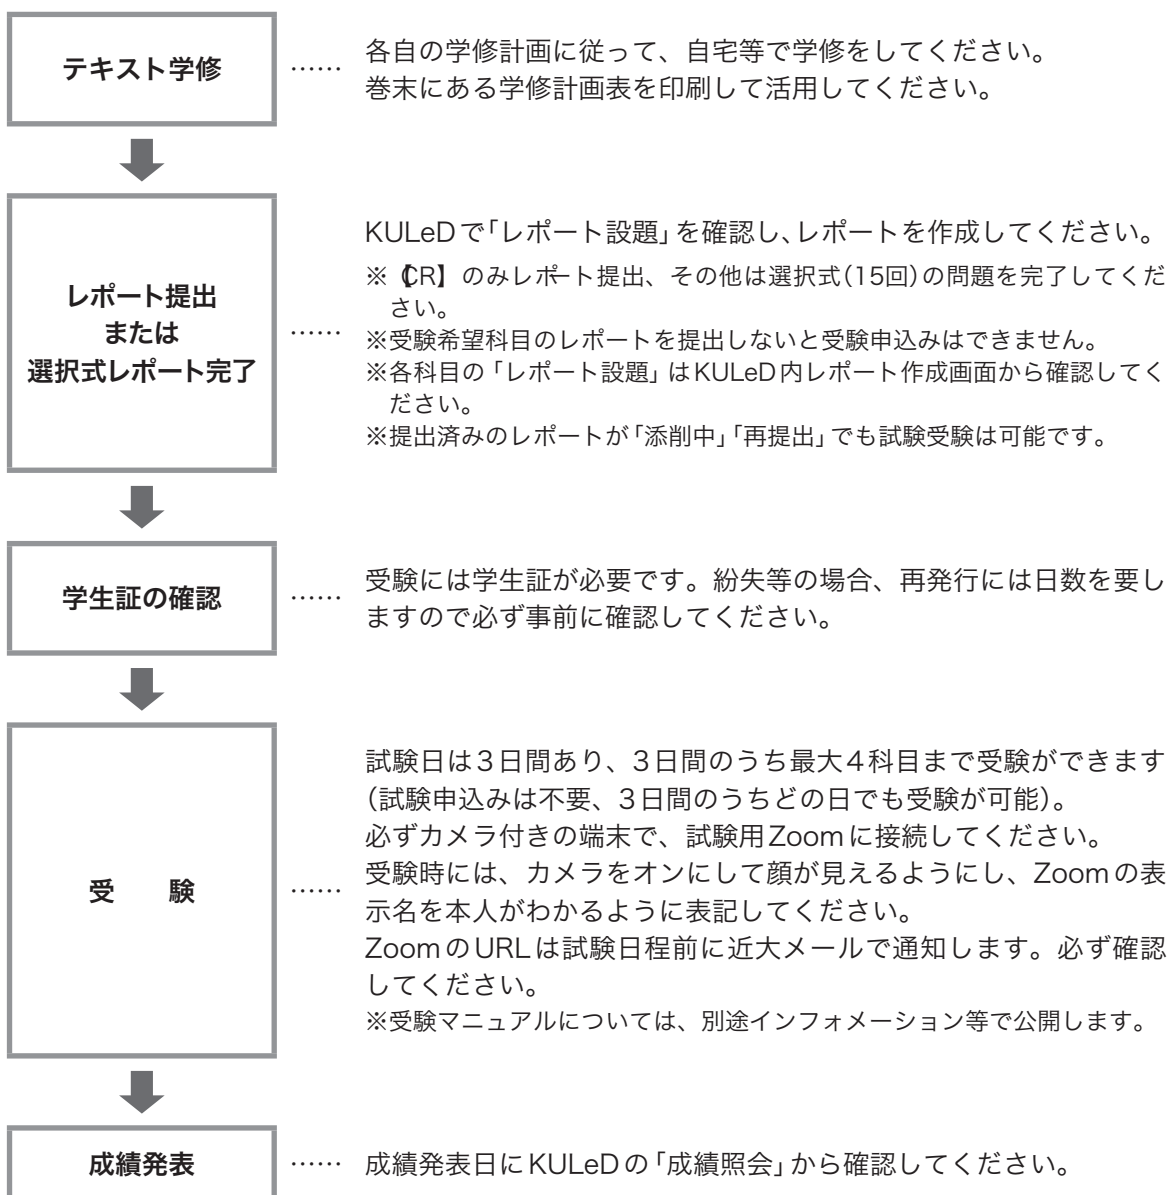 テキスト学修
…… 各自の学修計画に従って、自宅等で学修をしてください。
巻末にある学修計画表を印刷して活用してください。
レポート提出
または
選択式レポート完了
……
KULeDで「レポート設題」を確認し、レポートを作成してください。
※【CR】のみレポート提出、その他は選択式(15回)の問題を完了してくだ
さい。
※受験希望科目のレポートを提出しないと受験申込みはできません。
※各科目の「レポート設題」はKULeD内レポート作成画面から確認してく
ださい。
※提出済みのレポートが「添削中」「再提出」でも試験受験は可能です。
学生証の確認
…… 受験には学生証が必要です。紛失等の場合、再発行には日数を要し
ますので必ず事前に確認してください。
受　験
……
試験日は3日間あり、3日間のうち最大4科目まで受験ができます
(試験申込みは不要、3日間のうちどの日でも受験が可能)。
必ずカメラ付きの端末で、試験用Zoomに接続してください。
受験時には、カメラをオンにして顔が見えるようにし、Zoomの表
示名を本人がわかるように表記してください。
ZoomのURLは試験日程前に近大メールで通知します。必ず確認
してください。
※受験マニュアルについては、別途インフォメーション等で公開します。
成績発表
…… 成績発表日にKULeDの「成績照会」から確認してください。